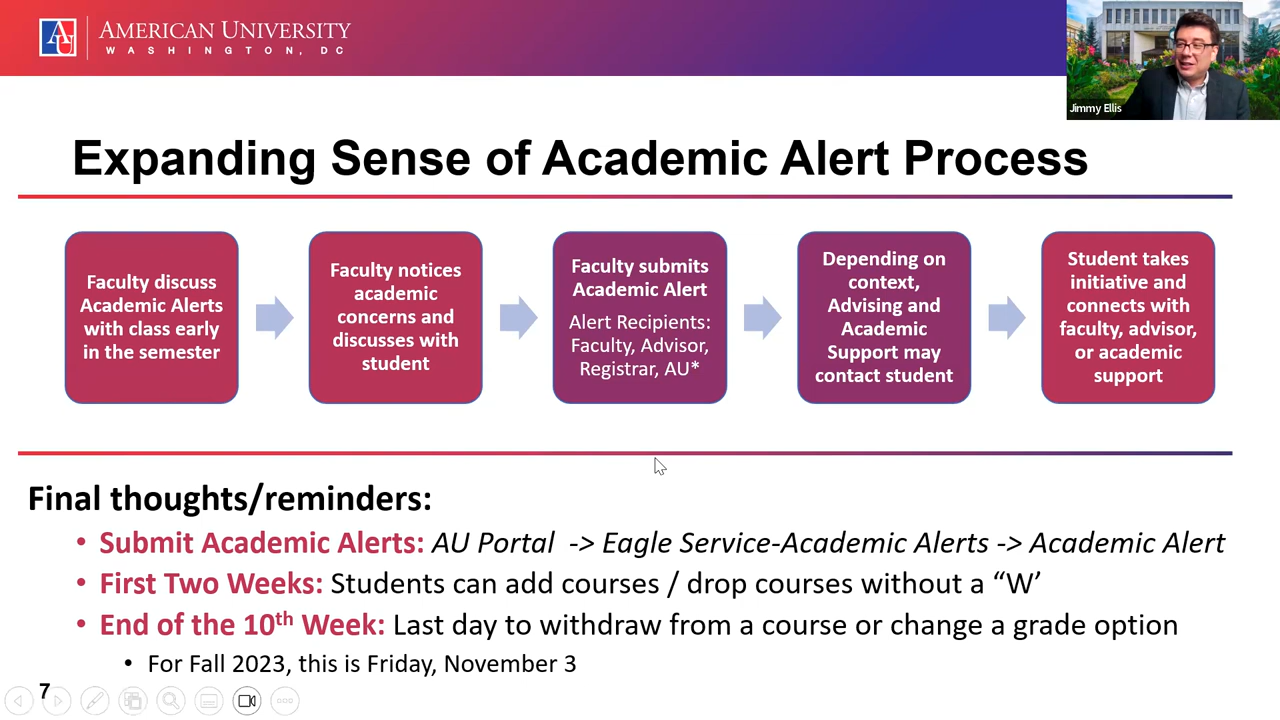 AU
AMERICAN UNIVERSITY
WASHINGTON, DC
Jimmy Ellis
Expanding Sense of Academic Alert Process
Faculty discuss
Academic Alerts
with class early
in the semester
Faculty notices
academic
concerns and
discusses with
student
Faculty submits
Academic Alert
Alert Recipients:
Faculty, Advisor,
Registrar, AU*
Depending on
context,
Advising and
Academic
Support may
contact student
Student takes
initiative and
connects with
faculty, advisor,
or academic
support
Final thoughts/reminders:
• Submit Academic Alerts: AU Portal -> Eagle Service-Academic Alerts -> Academic Alert
• First Two Weeks: Students can add courses / drop courses without a “W’
• End of the 10th Week: Last day to withdraw from a course or change a grade option
• For Fall 2023, this is Friday, November 3
7